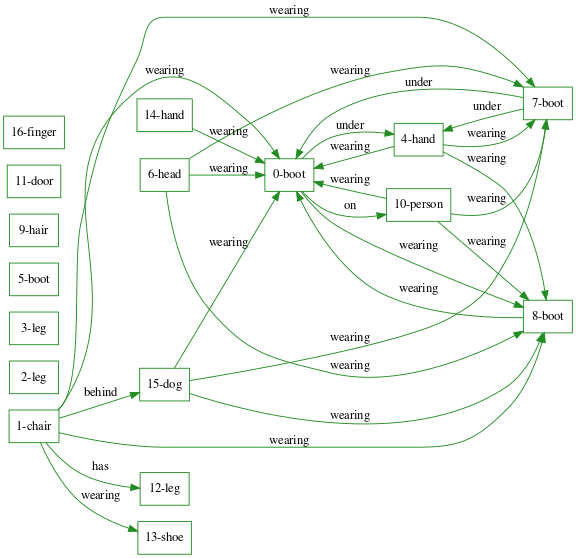 wearing
wearing
wearing
under
7-boot
14-hand
under
16-finger
wearing
under
4-hand
wearing
wearing
6-head
wearing
0-boot
wearing
11-door
wearing
on
10-person
wearing
9-hair
wearing
wearing
wearing
5-boot
wearing
8-boot
3-leg
wearing
wearing
2-leg
behind
15-dog
wearing
1-chair
wearing
has
12-leg
wearing
13-shoe